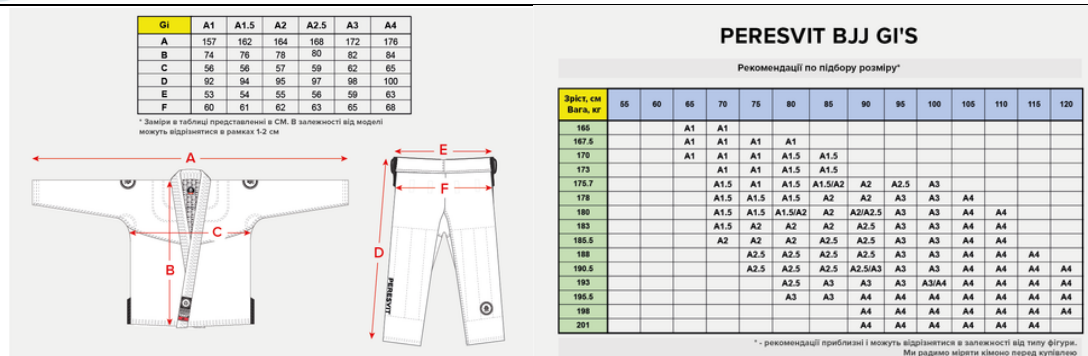 Gi A1 A1.5 A2 A2.5 A3 A4
A 157 162 164 168 172 176
B 74 76 78 80 82 84
C 56 56 57 59 62 65
D 92 94 95 97 98 100
E 53 54 55 56 59 63
F 60 61 62 63 65 68
* Заміри в таблиці представленні в СМ. В залежності від моделі
можуть відрізнятися в рамках 1-2 см
A
B
C
D
E
F
PERESVIT
PERESVIT BJJ GI'S
Рекомендації по підбору розміру*
Зріст, см
Вага, кг
55 60 65 70 75 80 85 90 95 100 105 110 115 120
165 A1 A1
167.5 A1 A1 A1 A1
170 A1 A1 A1 A1.5 A1.5
173 A1 A1 A1.5 A1.5
175.7 A1.5 A1 A1.5 A1.5/A2 A2 A2.5 A3
178 A1.5 A1.5 A1.5 A2 A2 A3 A3 A4
180 A1.5 A1.5 A1.5/A2 A2 A2/A2.5 A3 A3 A4 A4
183 A1.5 A2 A2 A2 A2.5 A3 A3 A4 A4
185.5 A2 A2 A2 A2.5 A2.5 A3 A3 A4 A4
188 A2.5 A2.5 A2.5 A2.5 A3 A3 A4 A4 A4
190.5 A2.5 A2.5 A2.5 A2.5/A3 A3 A3 A4 A4 A4 A4
193 A2.5 A3 A3 A3 A3/A4 A4 A4 A4 A4
195.5 A3 A3 A4 A4 A4 A4 A4 A4 A4
198 A4 A4 A4 A4 A4 A4 A4
201 A4 A4 A4 A4 A4 A4
* - рекомендації приблизні і можуть відрізнятися в залежності від типу фігури.
Ми радимо міряти кімоно перед купівлею